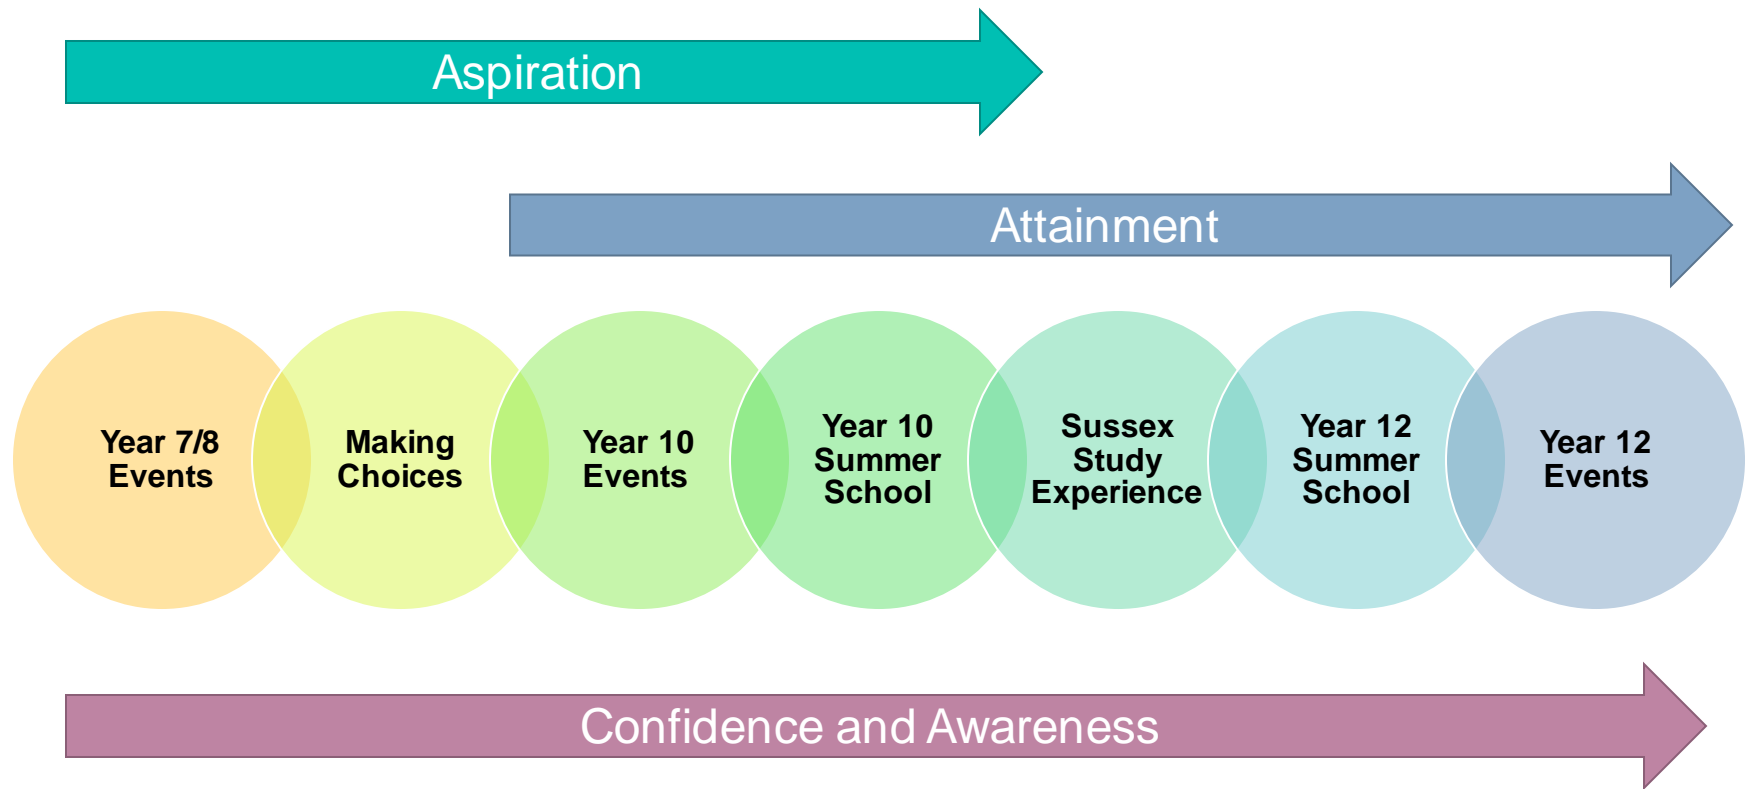 Aspiration
Attainment
Year 7/8
Events
Making
Choices
Year 10
Events
Year 10
Summer
School
Sussex
Study
Experience
Year 12
Summer
School
Year 12
Events
Confidence and Awareness